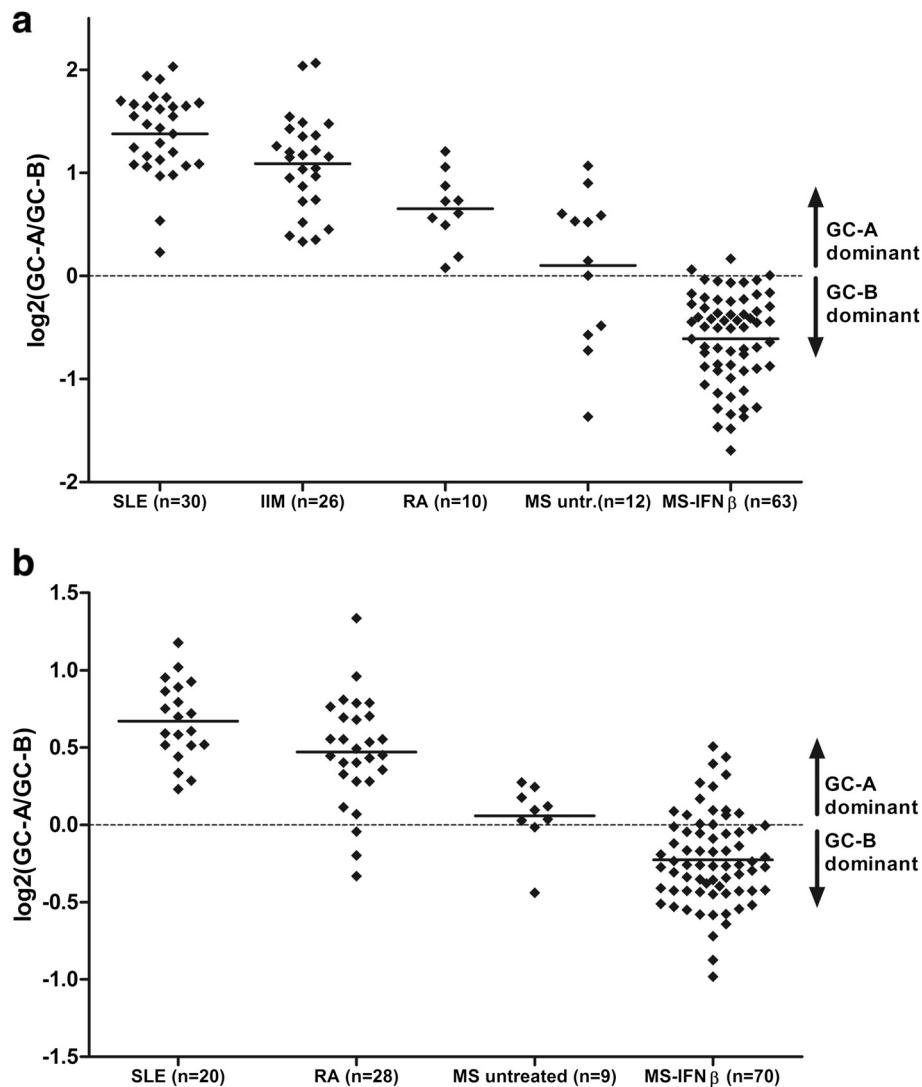 a
log2(GC-A/GC-B)
2
1
0
-1
-2
GC-A
dominant
GC-B
dominant
SLE (n=30) IIM (n=26) RA (n=10) MS untr.(n=12) MS-IFN β (n=63)
b
log2(GC-A/GC-B)
1.5
1.0
0.5
0.0
-0.5
-1.0
-1.5
GC-A
dominant
GC-B
dominant
SLE (n=20) RA (n=28) MS untreated (n=9) MS-IFN β (n=70)